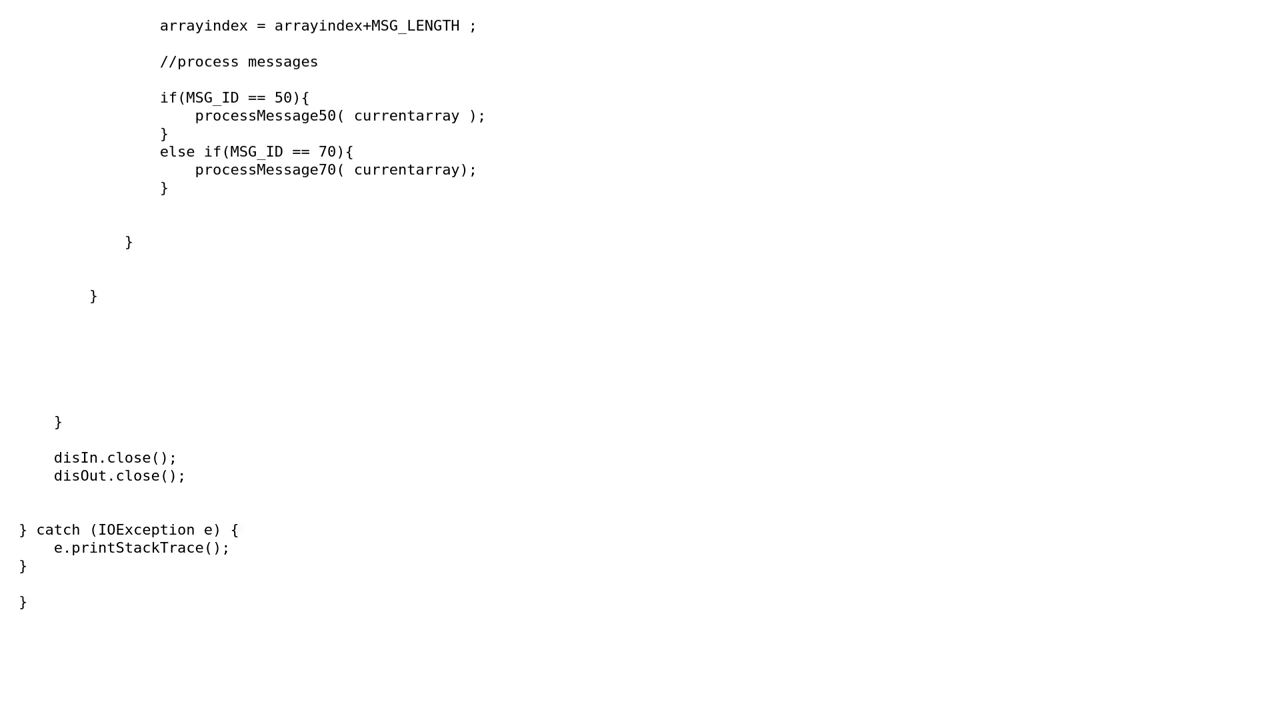 arrayindex = arrayindex+MSG_LENGTH ;
//process messages
if(MSG_ID == 50){
processMessage50( currentarray );
}
else if(MSG_ID == 70){
processMessage70( currentarray);
}
}
}
}
disIn.close();
disOut.close();
} catch (IOException e) {
e.printStackTrace();
}
}